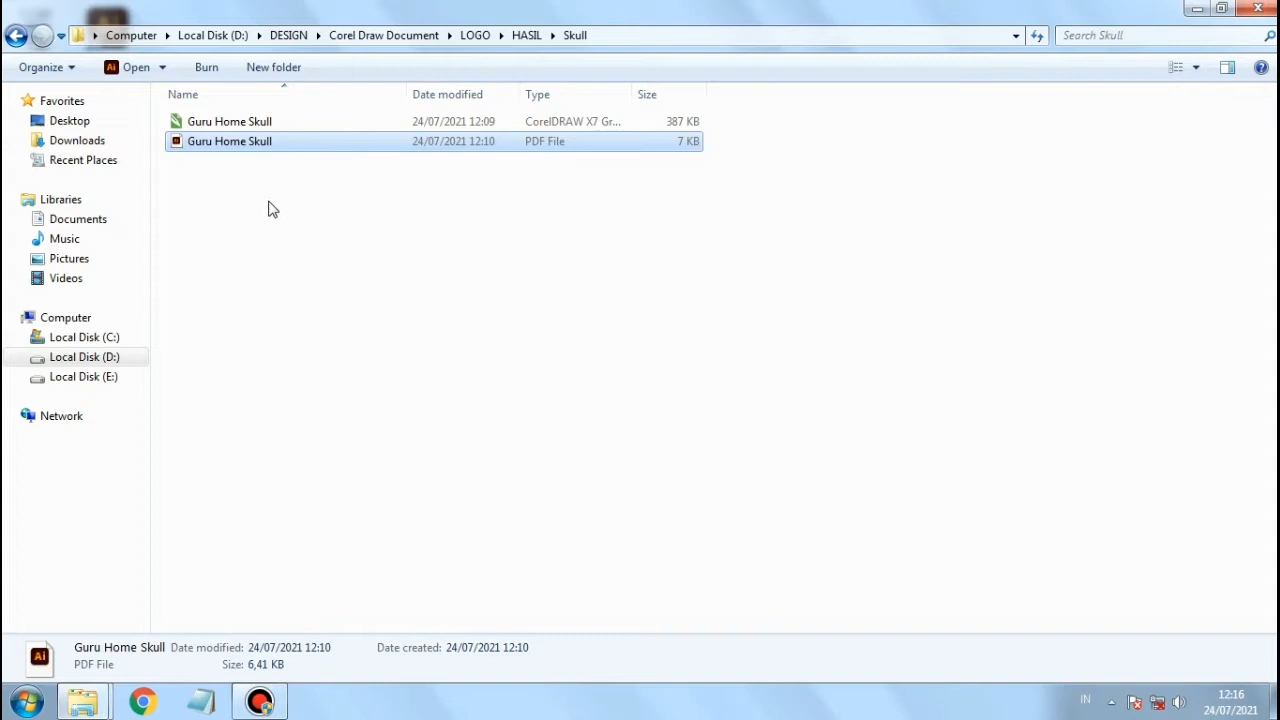 Computer Local Disk (D:) DESIGN Corel Draw Document LOGO HASIL Skull Search Skull
Organize Ai Open Burn New folder
Name Date modified Type Size
Favorites
Desktop
Downloads
Recent Places
Libraries
Documents
Music
Pictures
Videos
Computer
Local Disk (C:)
Local Disk (D:)
Local Disk (E:)
Network
Guru Home Skull 24/07/2021 12:09 CorelDRAW X7 Gr... 387 KB
Guru Home Skull 24/07/2021 12:10 PDF File 7 KB
Ai
Guru Home Skull Date modified: 24/07/2021 12:10 Date created: 24/07/2021 12:10
PDF File Size: 6,41 KB
IN 12:16
24/07/2021